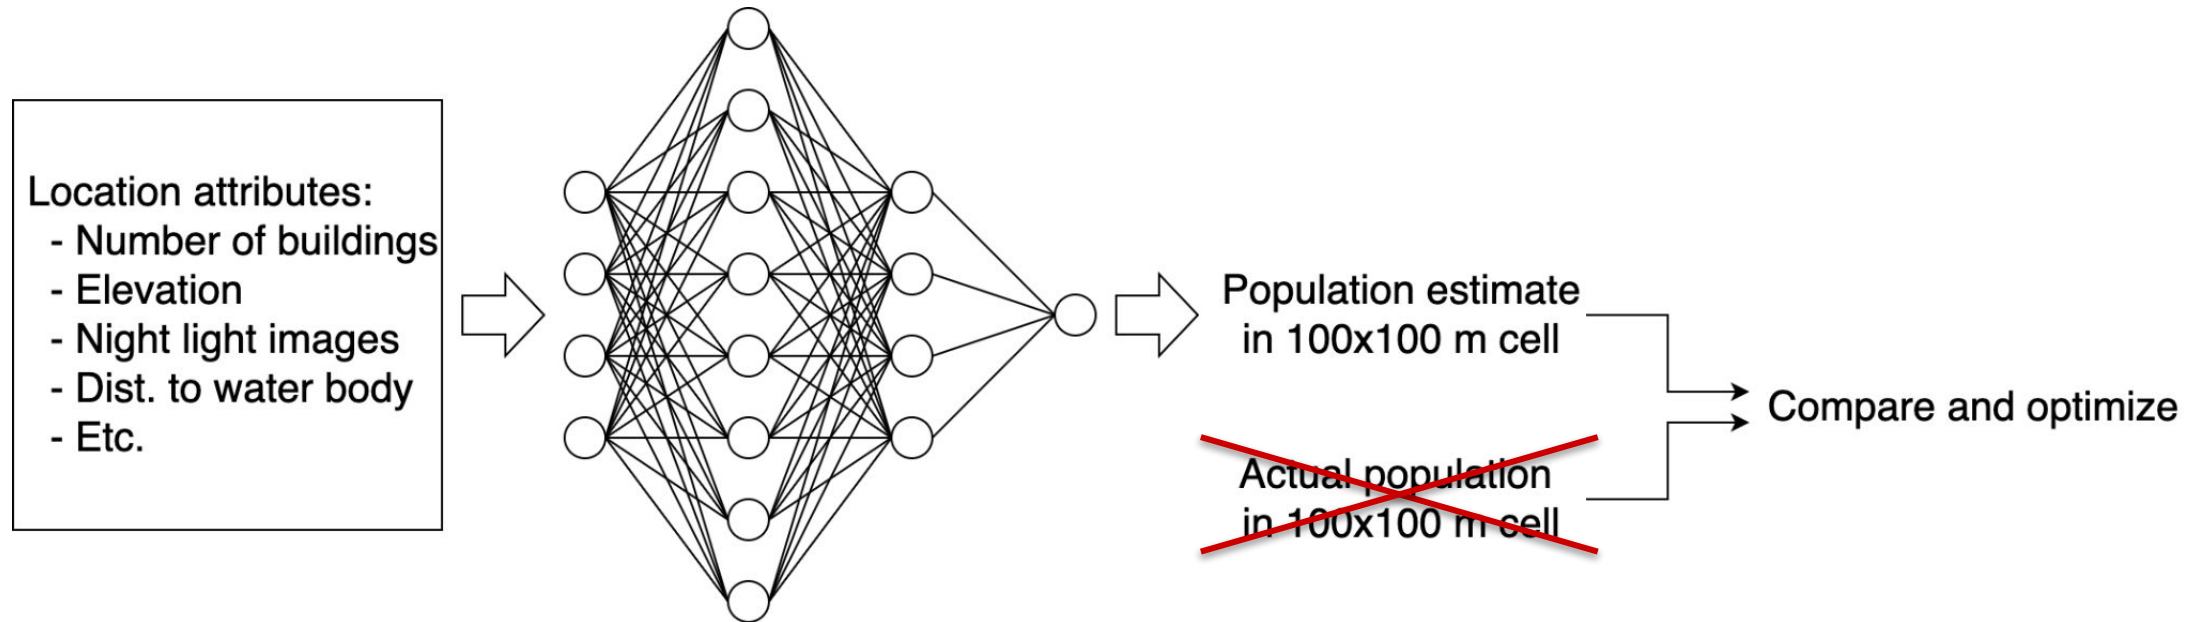 Location attributes:
- Number of buildings
- Elevation
- Night light images
- Dist. to water body
- Etc.
Population estimate
in 100x100 m cell
Actual population
in 100x100 m cell
Compare and optimize